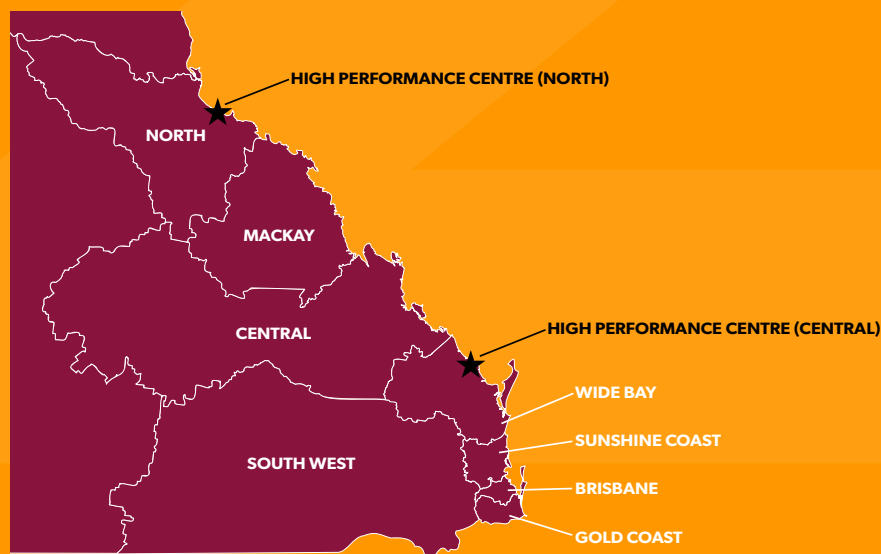 HIGH PERFORMANCE CENTRE (NORTH)
NORTH
MACKAY
CENTRAL
HIGH PERFORMANCE CENTRE (CENTRAL)
WIDE BAY
SUNSHINE COAST
SOUTH WEST
BRISBANE
GOLD COAST